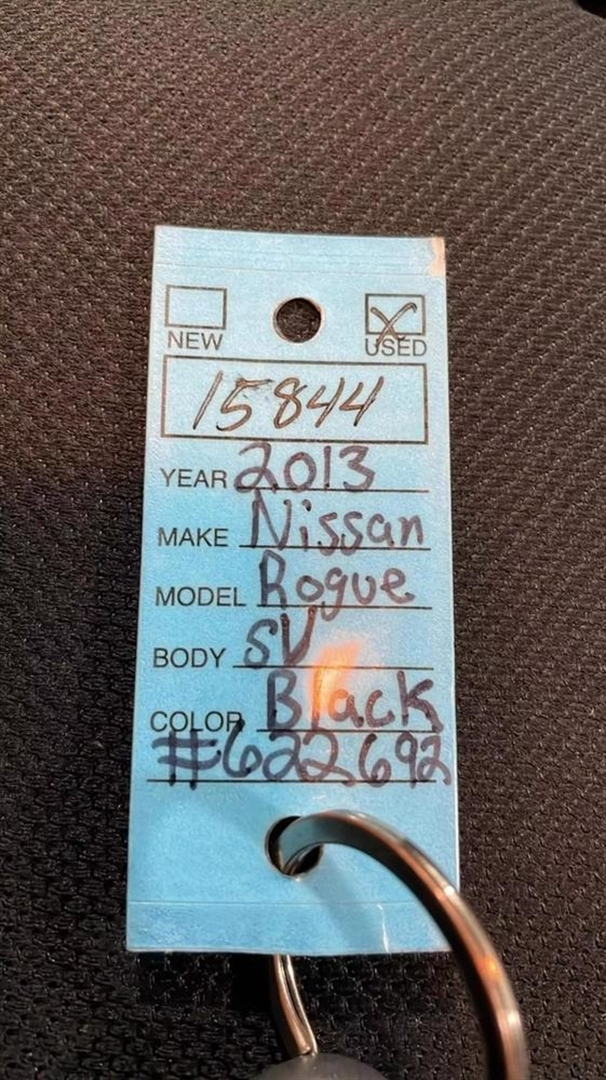 NEW USED
15844
YEAR 2013
MAKE Nissan
MODEL Rogue
BODY SV
COLOR Black
#622692